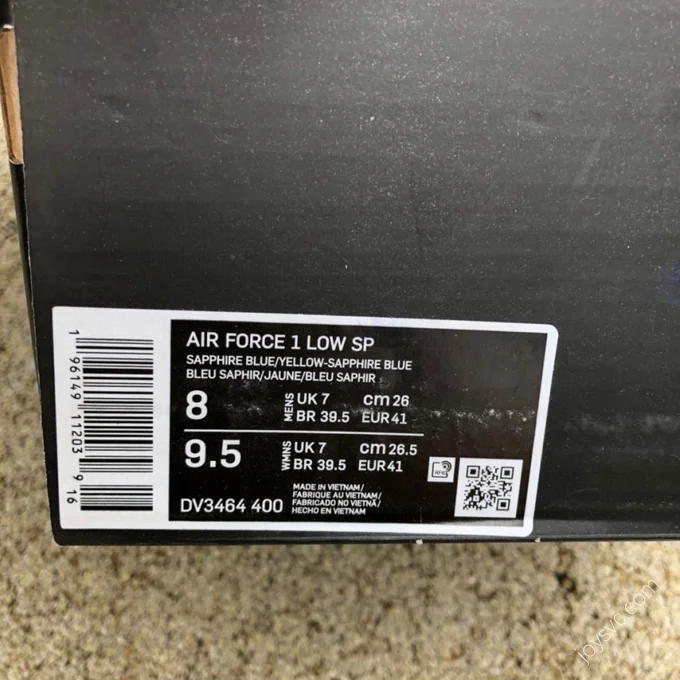 AIR FORCE 1 LOW SP
SAPPHIRE BLUE/YELLOW-SAPPHIRE BLUE
BLEU SAPHIR/JAUNE/BLEU SAPHIR
8 MENS UK 7 cm 26
BR 39.5 EUR 41
9.5 WMNS UK 7 cm 26.5
BR 39.5 EUR 41
RFID
DV3464 400
MADE IN VIETNAM/
FABRIQUE AU VIETNAM/
FABRICADO NO VIETNÃ/
HECHO EN VIETNAM
1 96149 11203 9 16
joysvc.com